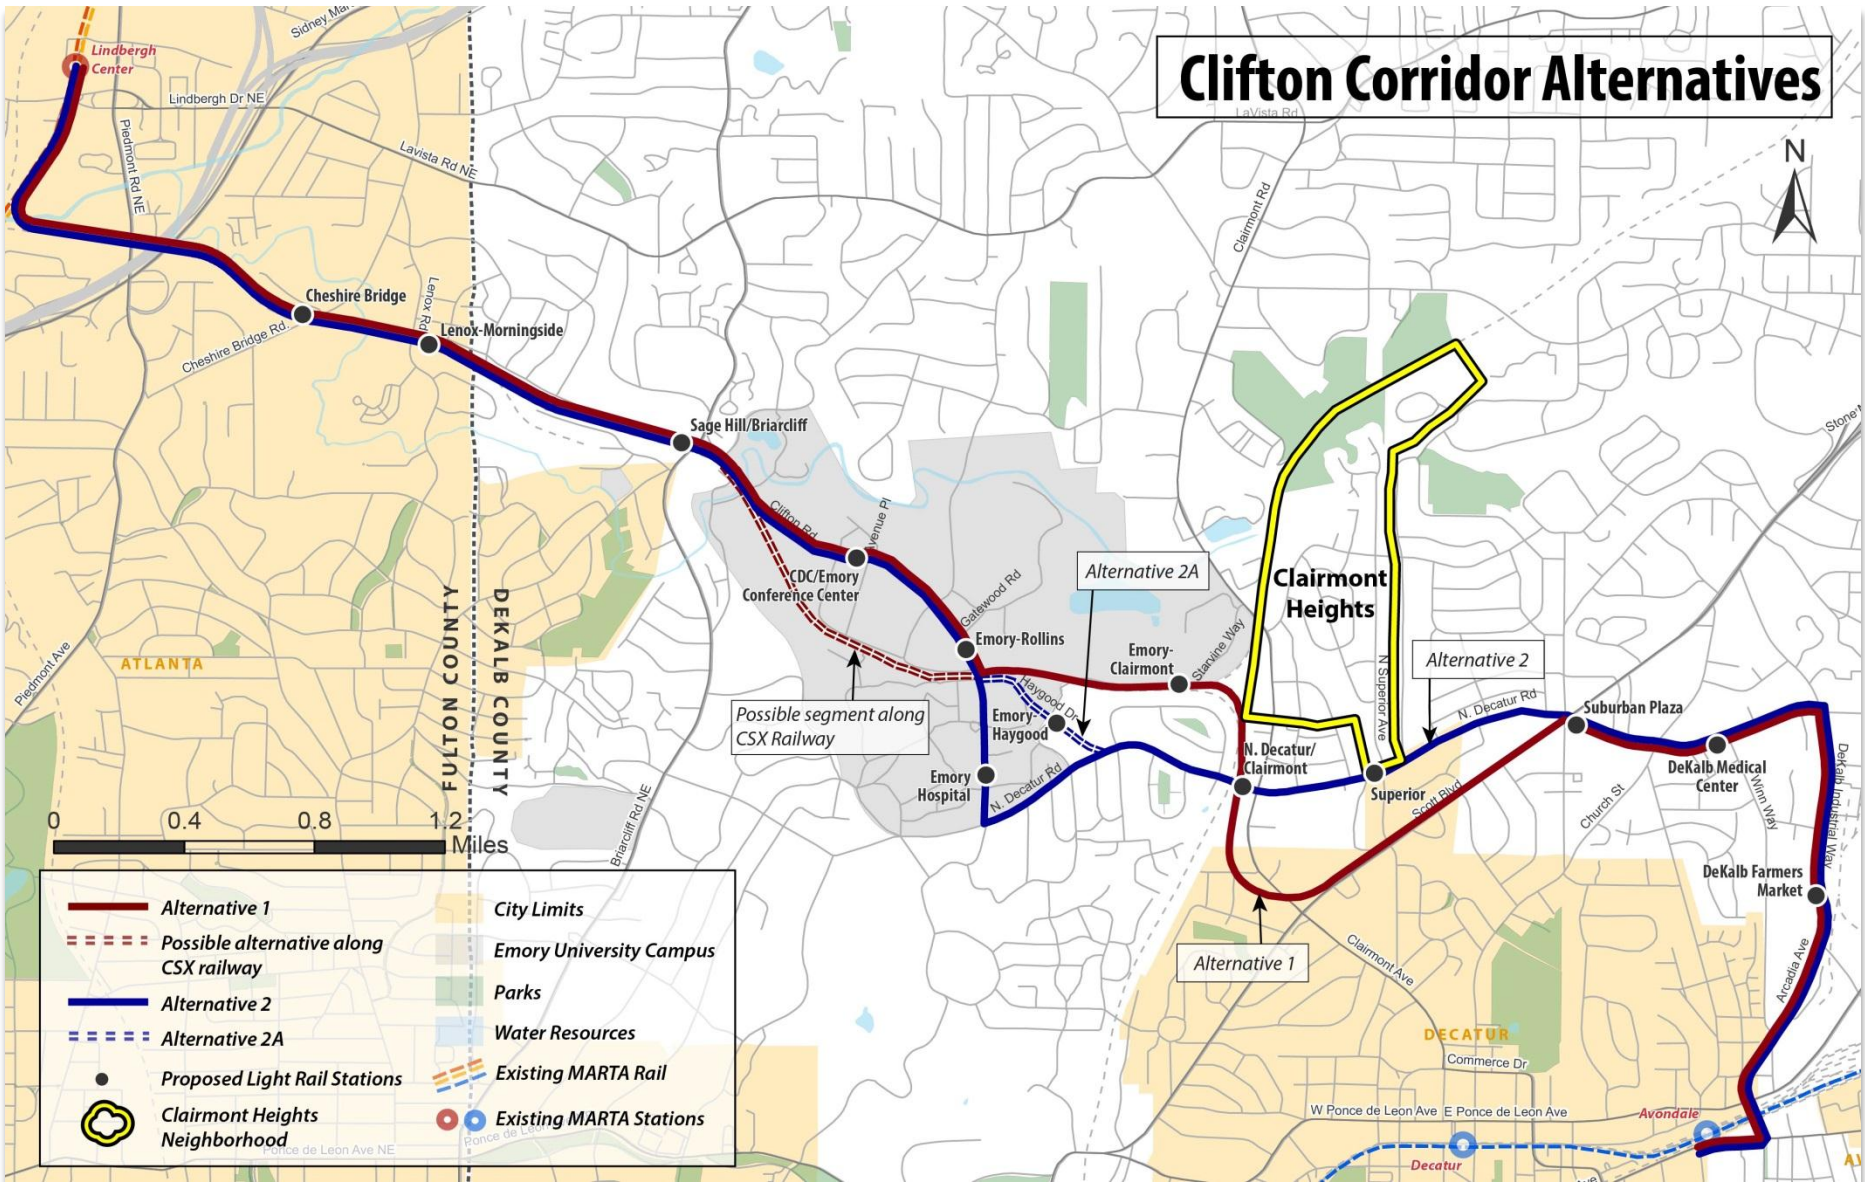 Clifton Corridor Alternatives
N
Lindbergh
Center
Sidney Mar
Lindbergh Dr NE
Piedmont Rd NE
Lavista Rd NE
LaVista Rd
Clairmont Rd
Cheshire Bridge
Cheshire Bridge Rd.
Lenox Rd
Lenox-Morningside
Sage Hill/Briarcliff
Clifton Rd
CDC/Emory
Conference Center
Gatewood Rd
Emory-Rollins
Alternative 2A
Emory-
Clairmont
Starvine Way
Clairmont
Heights
N Superior Ave
Alternative 2
N. Decatur Rd
Suburban Plaza
Possible segment along
CSX Railway
Haygood Dr
Emory-
Haygood
Emory
Hospital
N. Decatur Rd
N. Decatur/
Clairmont
Superior
Scott Blvd
Church St
DeKalb Medical
Center
Winn Way
DeKalb Industrial Way
DeKalb Farmers
Market
Arcadia Ave
Alternative 1
Clairmont Ave
DECATUR
Commerce Dr
W Ponce de Leon Ave
E Ponce de Leon Ave
Avondale
Decatur
Piedmont Ave
ATLANTA
FULTON COUNTY
DEKALB COUNTY
Briarcliff Rd NE
0 0.4 0.8 1.2
Miles
Alternative 1
Possible alternative along
CSX railway
Alternative 2
Alternative 2A
Proposed Light Rail Stations
Clairmont Heights
Neighborhood
City Limits
Emory University Campus
Parks
Water Resources
Existing MARTA Rail
Existing MARTA Stations
Ponce de Leon Ave NE